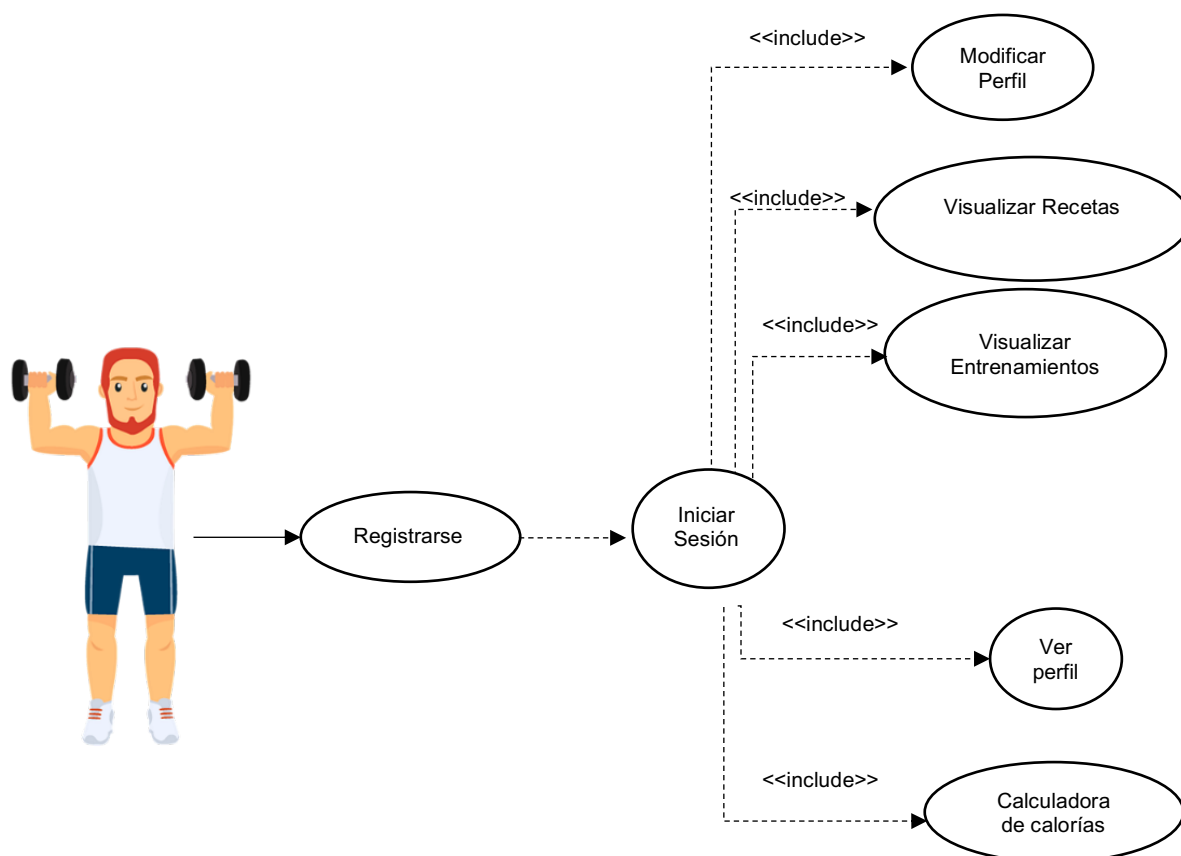 <<include>>
Modificar
Perfil
<<include>>
Visualizar Recetas
<<include>>
Visualizar
Entrenamientos
Registrarse
Iniciar
Sesión
<<include>>
Ver
perfil
<<include>>
Calculadora
de calorías